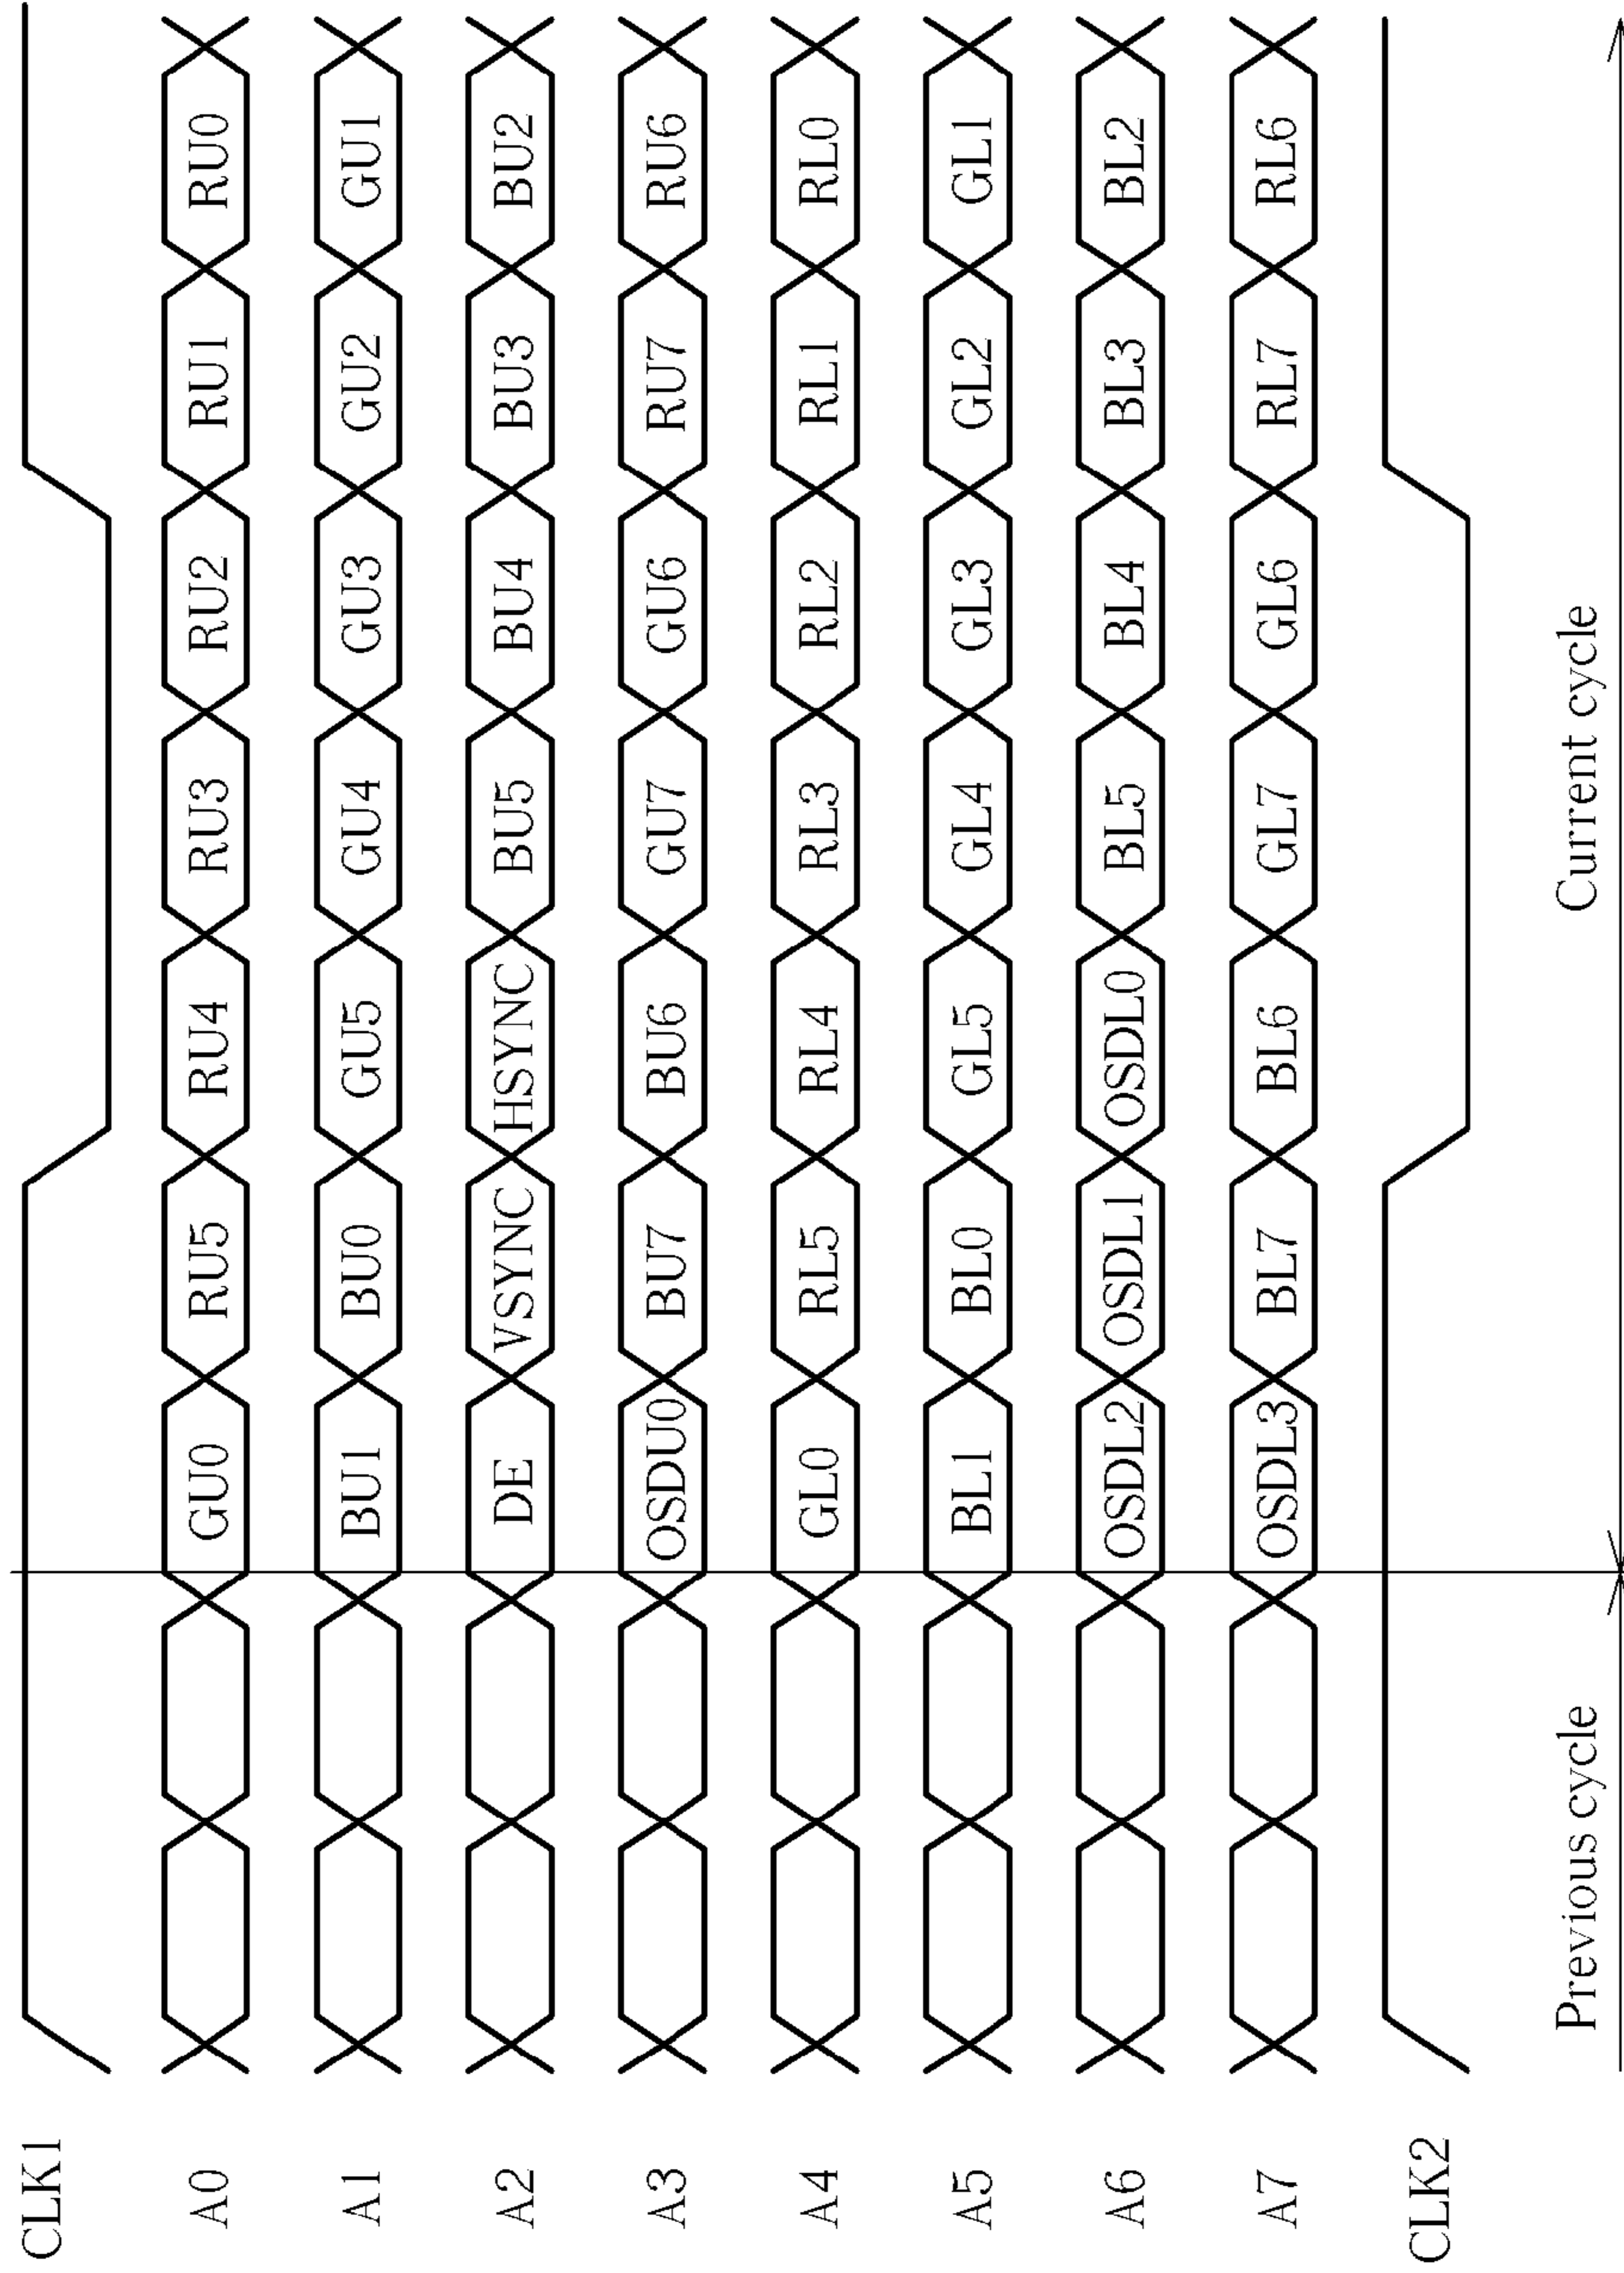 CLK1
A0 GU0 RU5 RU4 RU3 RU2 RU1 RU0
A1 BU1 BU0 GU5 GU4 GU3 GU2 GU1
A2 DE VSYNC HSYNC BU5 BU4 BU3 BU2
A3 OSDU0 BU7 BU6 GU7 GU6 RU7 RU6
A4 GL0 RL5 RL4 RL3 RL2 RL1 RL0
A5 BL1 BL0 GL5 GL4 GL3 GL2 GL1
A6 OSDL2 OSDL1 OSDL0 BL5 BL4 BL3 BL2
A7 OSDL3 BL7 BL6 GL7 GL6 RL7 RL6
CLK2
Previous cycle Current cycle